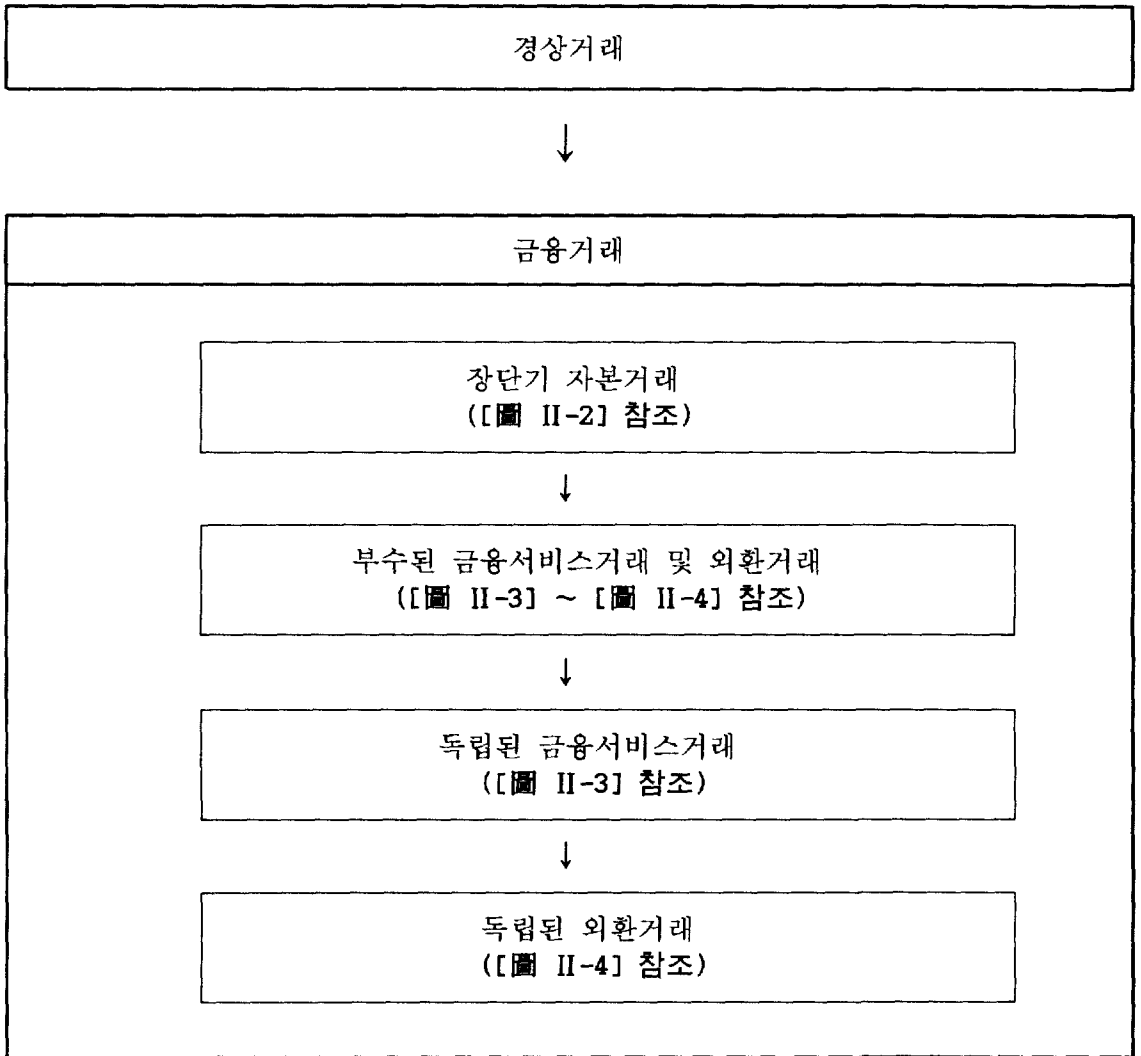 경상거래
↓
금융거래
장단기 자본거래
([圖 II-2] 참조)
↓
부수된 금융서비스거래 및 외환거래
([圖 II-3] ~ [圖 II-4] 참조)
↓
독립된 금융서비스거래
([圖 II-3] 참조)
↓
독립된 외환거래
([圖 II-4] 참조)